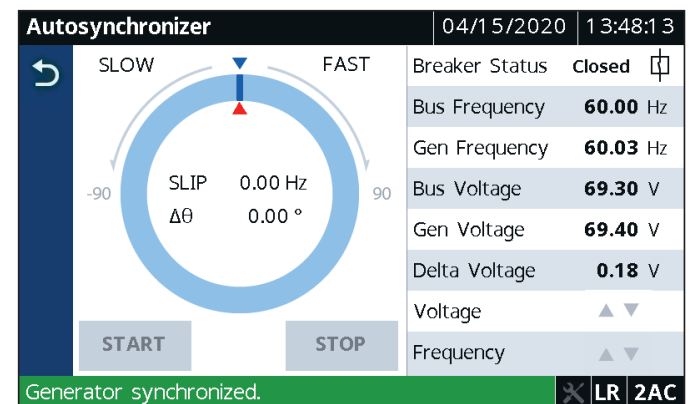 Autosynchronizer 04/15/2020 13:48:13
SLOW FAST
-90 90
SLIP 0.00 Hz
Δθ 0.00 °
START STOP
Breaker Status Closed
Bus Frequency 60.00 Hz
Gen Frequency 60.03 Hz
Bus Voltage 69.30 V
Gen Voltage 69.40 V
Delta Voltage 0.18 V
Voltage
Frequency
Generator synchronized. LR 2AC